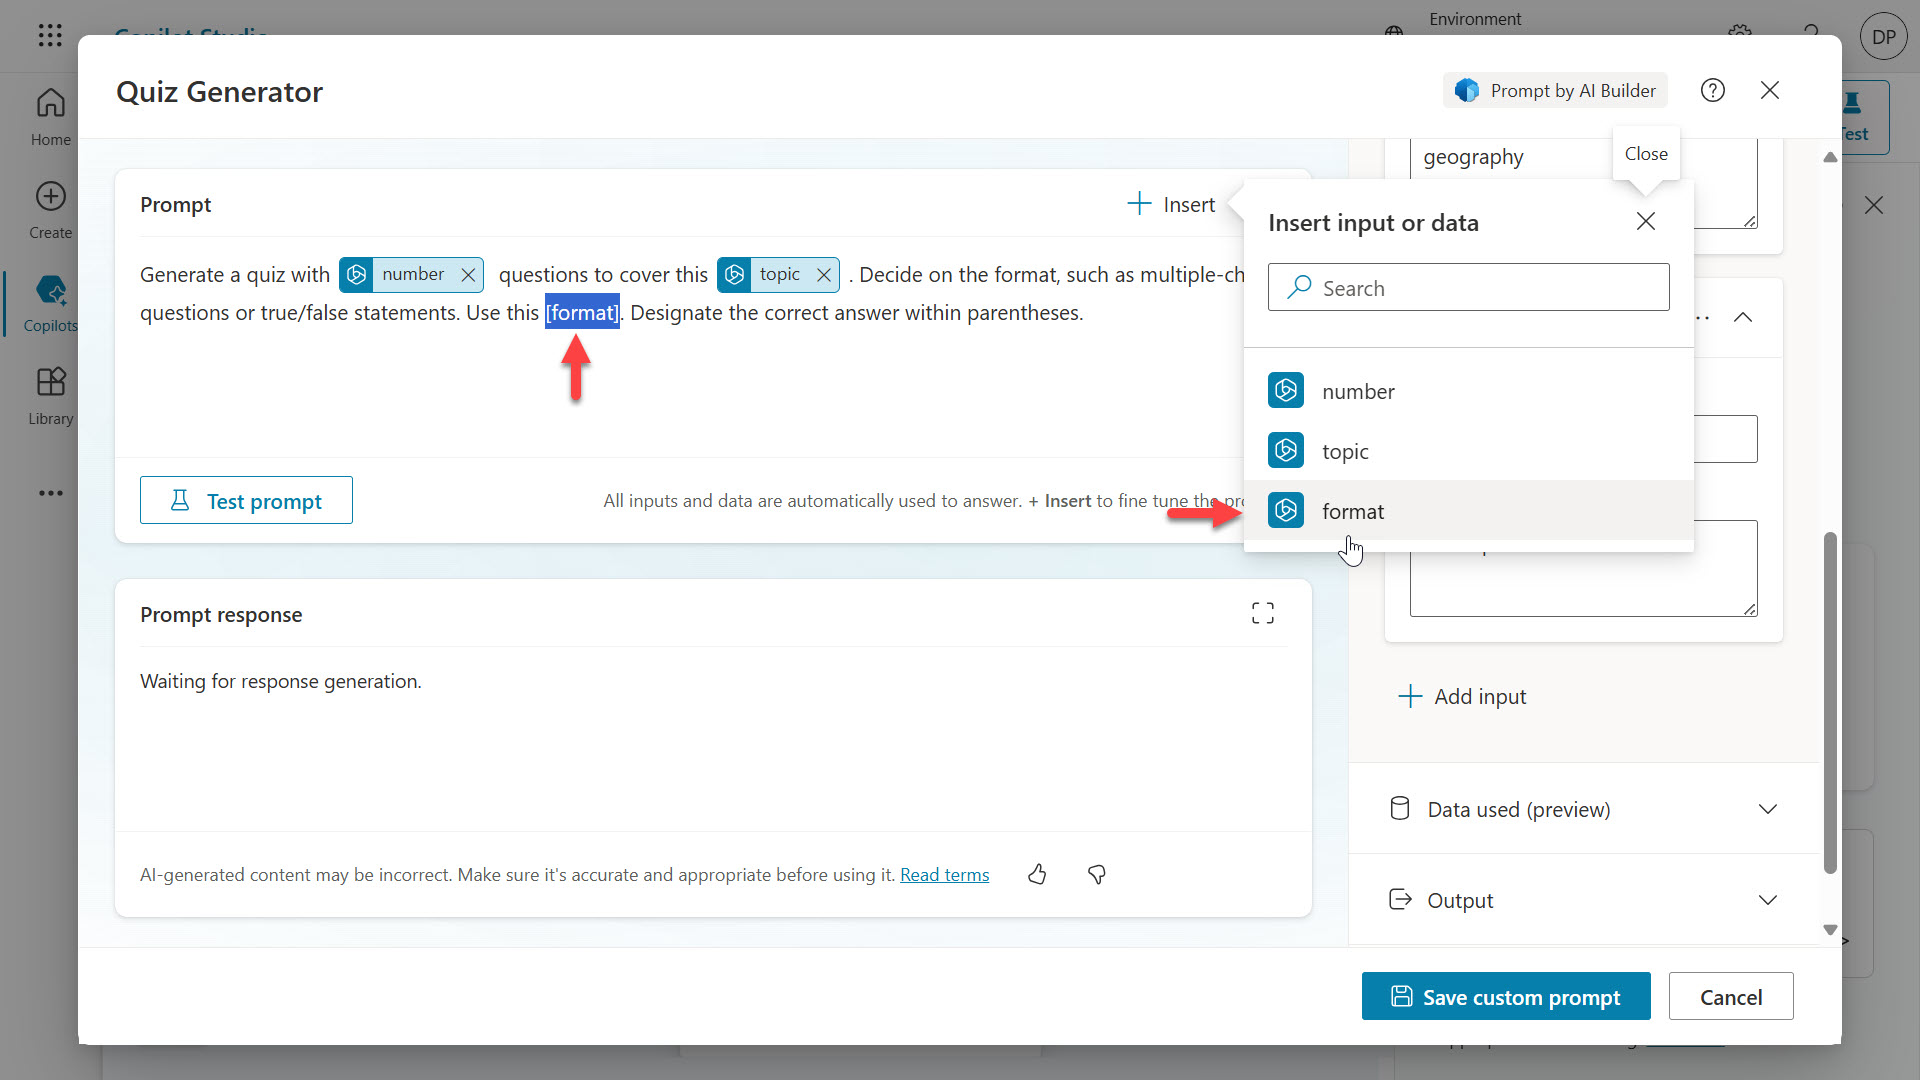 Copilot Studio
Environment
DP
Home
Create
Copilots
Library
Test
Quiz Generator
Prompt by AI Builder
Close
Prompt
Insert
Generate a quiz with number questions to cover this topic . Decide on the format, such as multiple-ch
questions or true/false statements. Use this [format]. Designate the correct answer within parentheses.
Test prompt
All inputs and data are automatically used to answer. + Insert to fine tune the pr
Prompt response
Waiting for response generation.
AI-generated content may be incorrect. Make sure it's accurate and appropriate before using it. Read terms
geography
Insert input or data
Search
number
topic
format
Add input
Data used (preview)
Output
Save custom prompt
Cancel